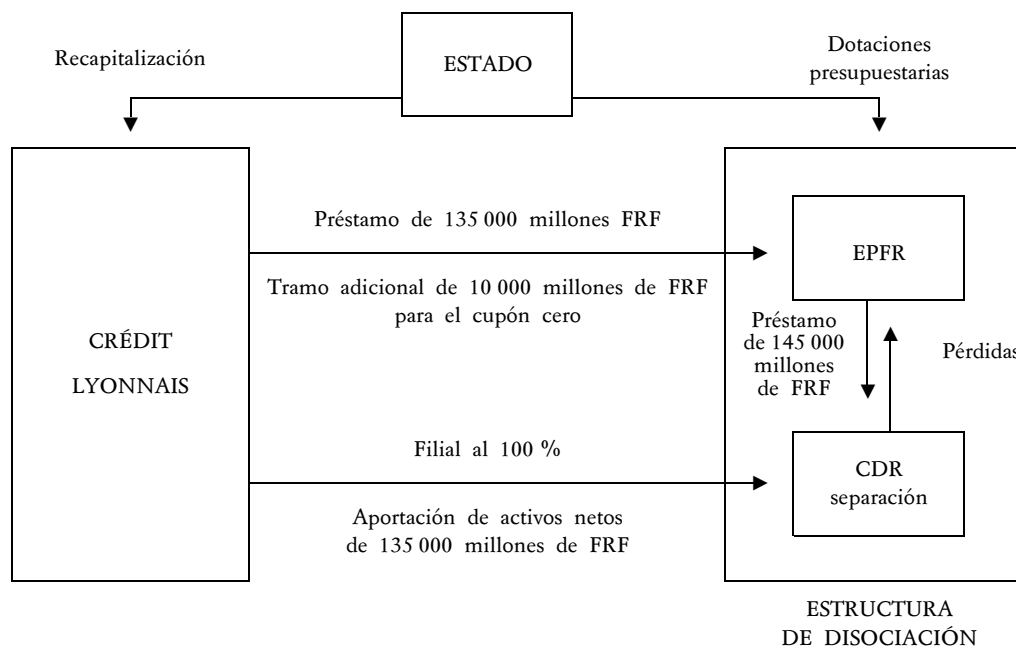 Recapitalización
ESTADO
Dotaciones
presupuestarias
Préstamo de 135 000 millones FRF
Tramo adicional de 10 000 millones de FRF
para el cupón cero
CRÉDIT
LYONNAIS
EPFR
Préstamo
de 145 000
millones
de FRF
Pérdidas
Filial al 100 %
Aportación de activos netos
de 135 000 millones de FRF
CDR
separación
ESTRUCTURA
DE DISOCIACIÓN